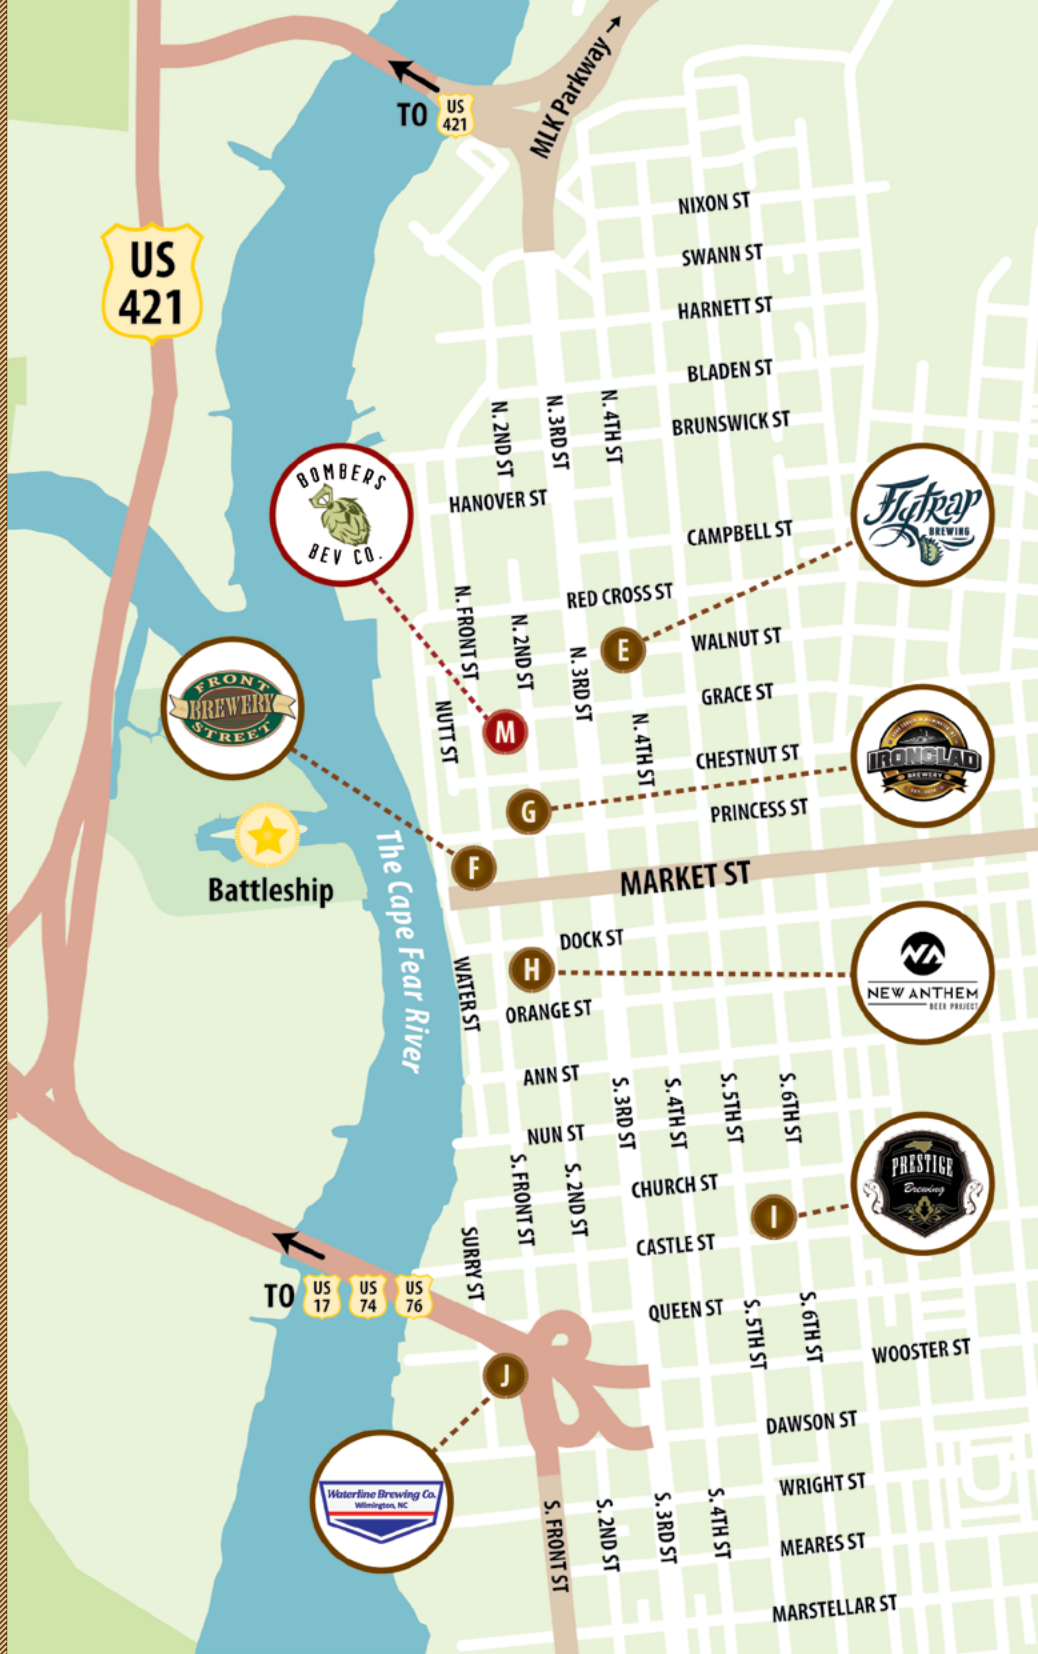 MLK Parkway
TO
US
421
US
421
NIXON ST
SWANN ST
HARNETT ST
BLADEN ST
BRUNSWICK ST
N. 2ND ST
N. 3RD ST
N. 4TH ST
BOMBERS
BEV CO.
HANOVER ST
CAMPBELL ST
Flytrap
BREWING
RED CROSS ST
N. FRONT ST
N. 2ND ST
N. 3RD ST
E
WALNUT ST
FRONT
BREWERY
STREET
GRACE ST
NUTT ST
M
N. 4TH ST
CHESTNUT ST
IRONCLAD
BREWERY
G
PRINCESS ST
Battleship
The Cape Fear River
F
MARKET ST
DOCK ST
H
NEW ANTHEM
BEER PROJECT
WATER ST
ORANGE ST
ANN ST
S. 3RD ST
S. 4TH ST
S. 5TH ST
S. 6TH ST
NUN ST
S. FRONT ST
S. 2ND ST
CHURCH ST
PRESTIGE
Brewing
I
SURRY ST
CASTLE ST
TO
US
17
US
74
US
76
QUEEN ST
S. 5TH ST
S. 6TH ST
WOOSTER ST
J
DAWSON ST
Waterline Brewing Co.
Wilmington, NC
WRIGHT ST
S. FRONT ST
S. 2ND ST
S. 3RD ST
S. 4TH ST
MEARES ST
MARSTELLAR ST